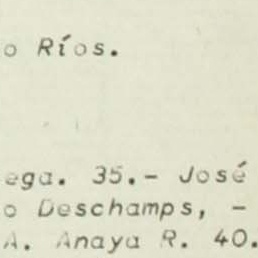 o Ríos.
ega. 35.- José
o Deschamps, -
A. Anaya R. 40.